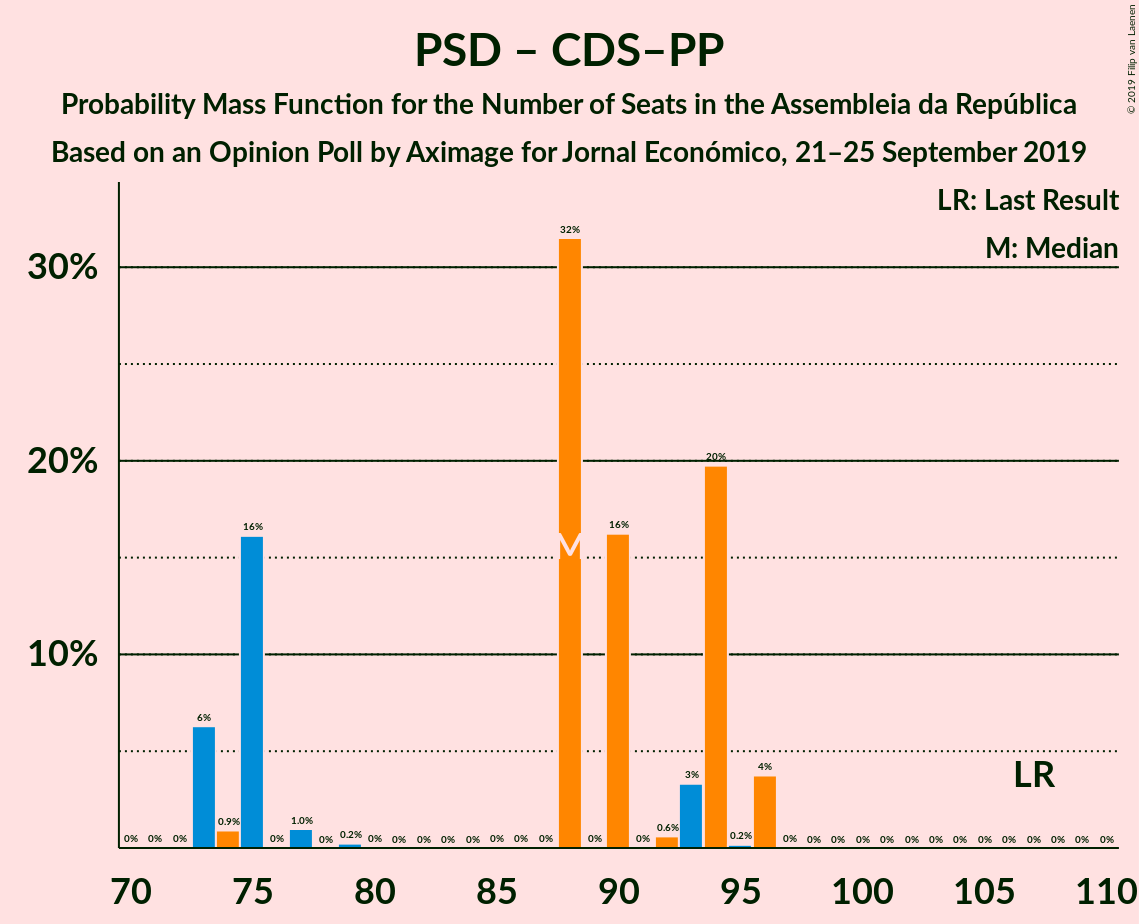 PSD – CDS–PP
Probability Mass Function for the Number of Seats in the Assembleia da República
Based on an Opinion Poll by Aximage for Jornal Económico, 21–25 September 2019
© 2019 Filip van Laenen
LR: Last Result
M: Median
30%
20%
10%
0% 0% 0% 6% 0.9% 16% 0% 1.0% 0% 0.2% 0% 0% 0% 0% 0% 0% 0% 0% 32% 0% 16% 0% 0.6% 3% 20% 0.2% 4% 0% 0% 0% 0% 0% 0% 0% 0% 0% 0% 0% 0% 0% 0%
M
LR
70 75 80 85 90 95 100 105 110